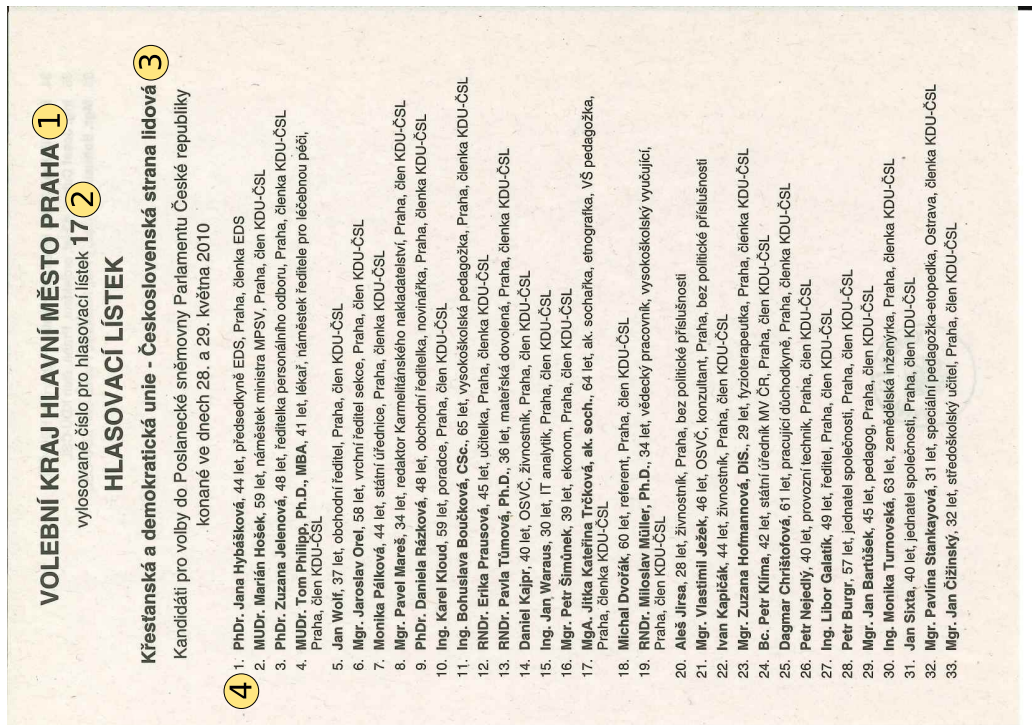 VOLEBNÍ KRAJ HLAVNÍ MĚSTO PRAHA 1
vylosované číslo pro hlasovací lístek 17 2
HLASOVACÍ LÍSTEK
Křesťanská a demokratická unie - Československá strana lidová 3
Kandidáti pro volby do Poslanecké sněmovny Parlamentu České republiky
konané ve dnech 28. a 29. května 2010
4
1. PhDr. Jana Hybášková, 44 let, předsedkyně EDS, Praha, členka EDS
2. MUDr. Marián Hošek, 59 let, náměstek ministra MPSV, Praha, člen KDU-ČSL
3. PhDr. Zuzana Jelenová, 48 let, ředitelka personálního odboru, Praha, členka KDU-ČSL
4. MUDr. Tom Philipp, Ph.D., MBA, 41 let, lékař, náměstek ředitele pro léčebnou péči,
Praha, člen KDU-ČSL
5. Jan Wolf, 37 let, obchodní ředitel, Praha, člen KDU-ČSL
6. Mgr. Jaroslav Orel, 58 let, vrchní ředitel sekce, Praha, člen KDU-ČSL
7. Monika Pálková, 44 let, státní úřednice, Praha, členka KDU-ČSL
8. Mgr. Pavel Mareš, 34 let, redaktor Karmelitánského nakladatelství, Praha, člen KDU-ČSL
9. PhDr. Daniela Rázková, 48 let, obchodní ředitelka, novinářka, Praha, členka KDU-ČSL
10. Ing. Karel Kloud, 59 let, poradce, Praha, člen KDU-ČSL
11. Ing. Bohuslava Boučková, CSc., 65 let, vysokoškolská pedagožka, Praha, členka KDU-ČSL
12. RNDr. Erika Prausová, 45 let, učitelka, Praha, členka KDU-ČSL
13. RNDr. Pavla Tůmová, Ph.D., 36 let, mateřská dovolená, Praha, členka KDU-ČSL
14. Daniel Kajpr, 40 let, OSVČ, živnostník, Praha, člen KDU-ČSL
15. Ing. Jan Waraus, 30 let, IT analytik, Praha, člen KDU-ČSL
16. Mgr. Petr Šimůnek, 39 let, ekonom, Praha, člen KDU-ČSL
17. MgA. Jitka Kateřina Trčková, ak. soch., 64 let, ak. sochařka, etnografka, VŠ pedagožka,
Praha, členka KDU-ČSL
18. Michal Dvořák, 60 let, referent, Praha, člen KDU-ČSL
19. RNDr. Miloslav Müller, Ph.D., 34 let, vědecký pracovník, vysokoškolský vyučující,
Praha, člen KDU-ČSL
20. Aleš Jirsa, 28 let, živnostník, Praha, bez politické příslušnosti
21. Mgr. Vlastimil Ježek, 46 let, OSVČ, konzultant, Praha, bez politické příslušnosti
22. Ivan Kapičák, 44 let, živnostník, Praha, člen KDU-ČSL
23. Mgr. Zuzana Hofmannová, DiS., 29 let, fyzioterapeutka, Praha, členka KDU-ČSL
24. Bc. Petr Klíma, 42 let, státní úředník MV ČR, Praha, člen KDU-ČSL
25. Dagmar Chrištofová, 61 let, pracující důchodkyně, Praha, členka KDU-ČSL
26. Petr Nejedlý, 40 let, provozní technik, Praha, člen KDU-ČSL
27. Ing. Libor Galatík, 49 let, ředitel, Praha, člen KDU-ČSL
28. Petr Burgr, 57 let, jednatel společnosti, Praha, člen KDU-ČSL
29. Mgr. Jan Bartůšek, 45 let, pedagog, Praha, člen KDU-ČSL
30. Ing. Monika Turnovská, 63 let, zemědělská inženýrka, Praha, členka KDU-ČSL
31. Jan Sixta, 40 let, jednatel společnosti, Praha, člen KDU-ČSL
32. Mgr. Pavlina Stankayová, 31 let, speciální pedagožka-etopedka, Ostrava, členka KDU-ČSL
33. Mgr. Jan Čižinský, 32 let, středoškolský učitel, Praha, člen KDU-ČSL